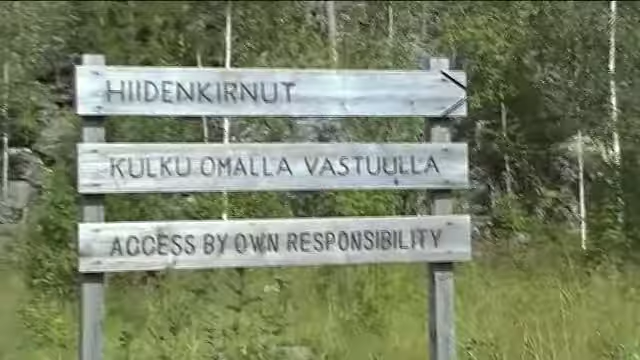 HIIDENKIRNUT
KULKU OMALLA VASTUULLA
ACCESS BY OWN RESPONSIBILITY